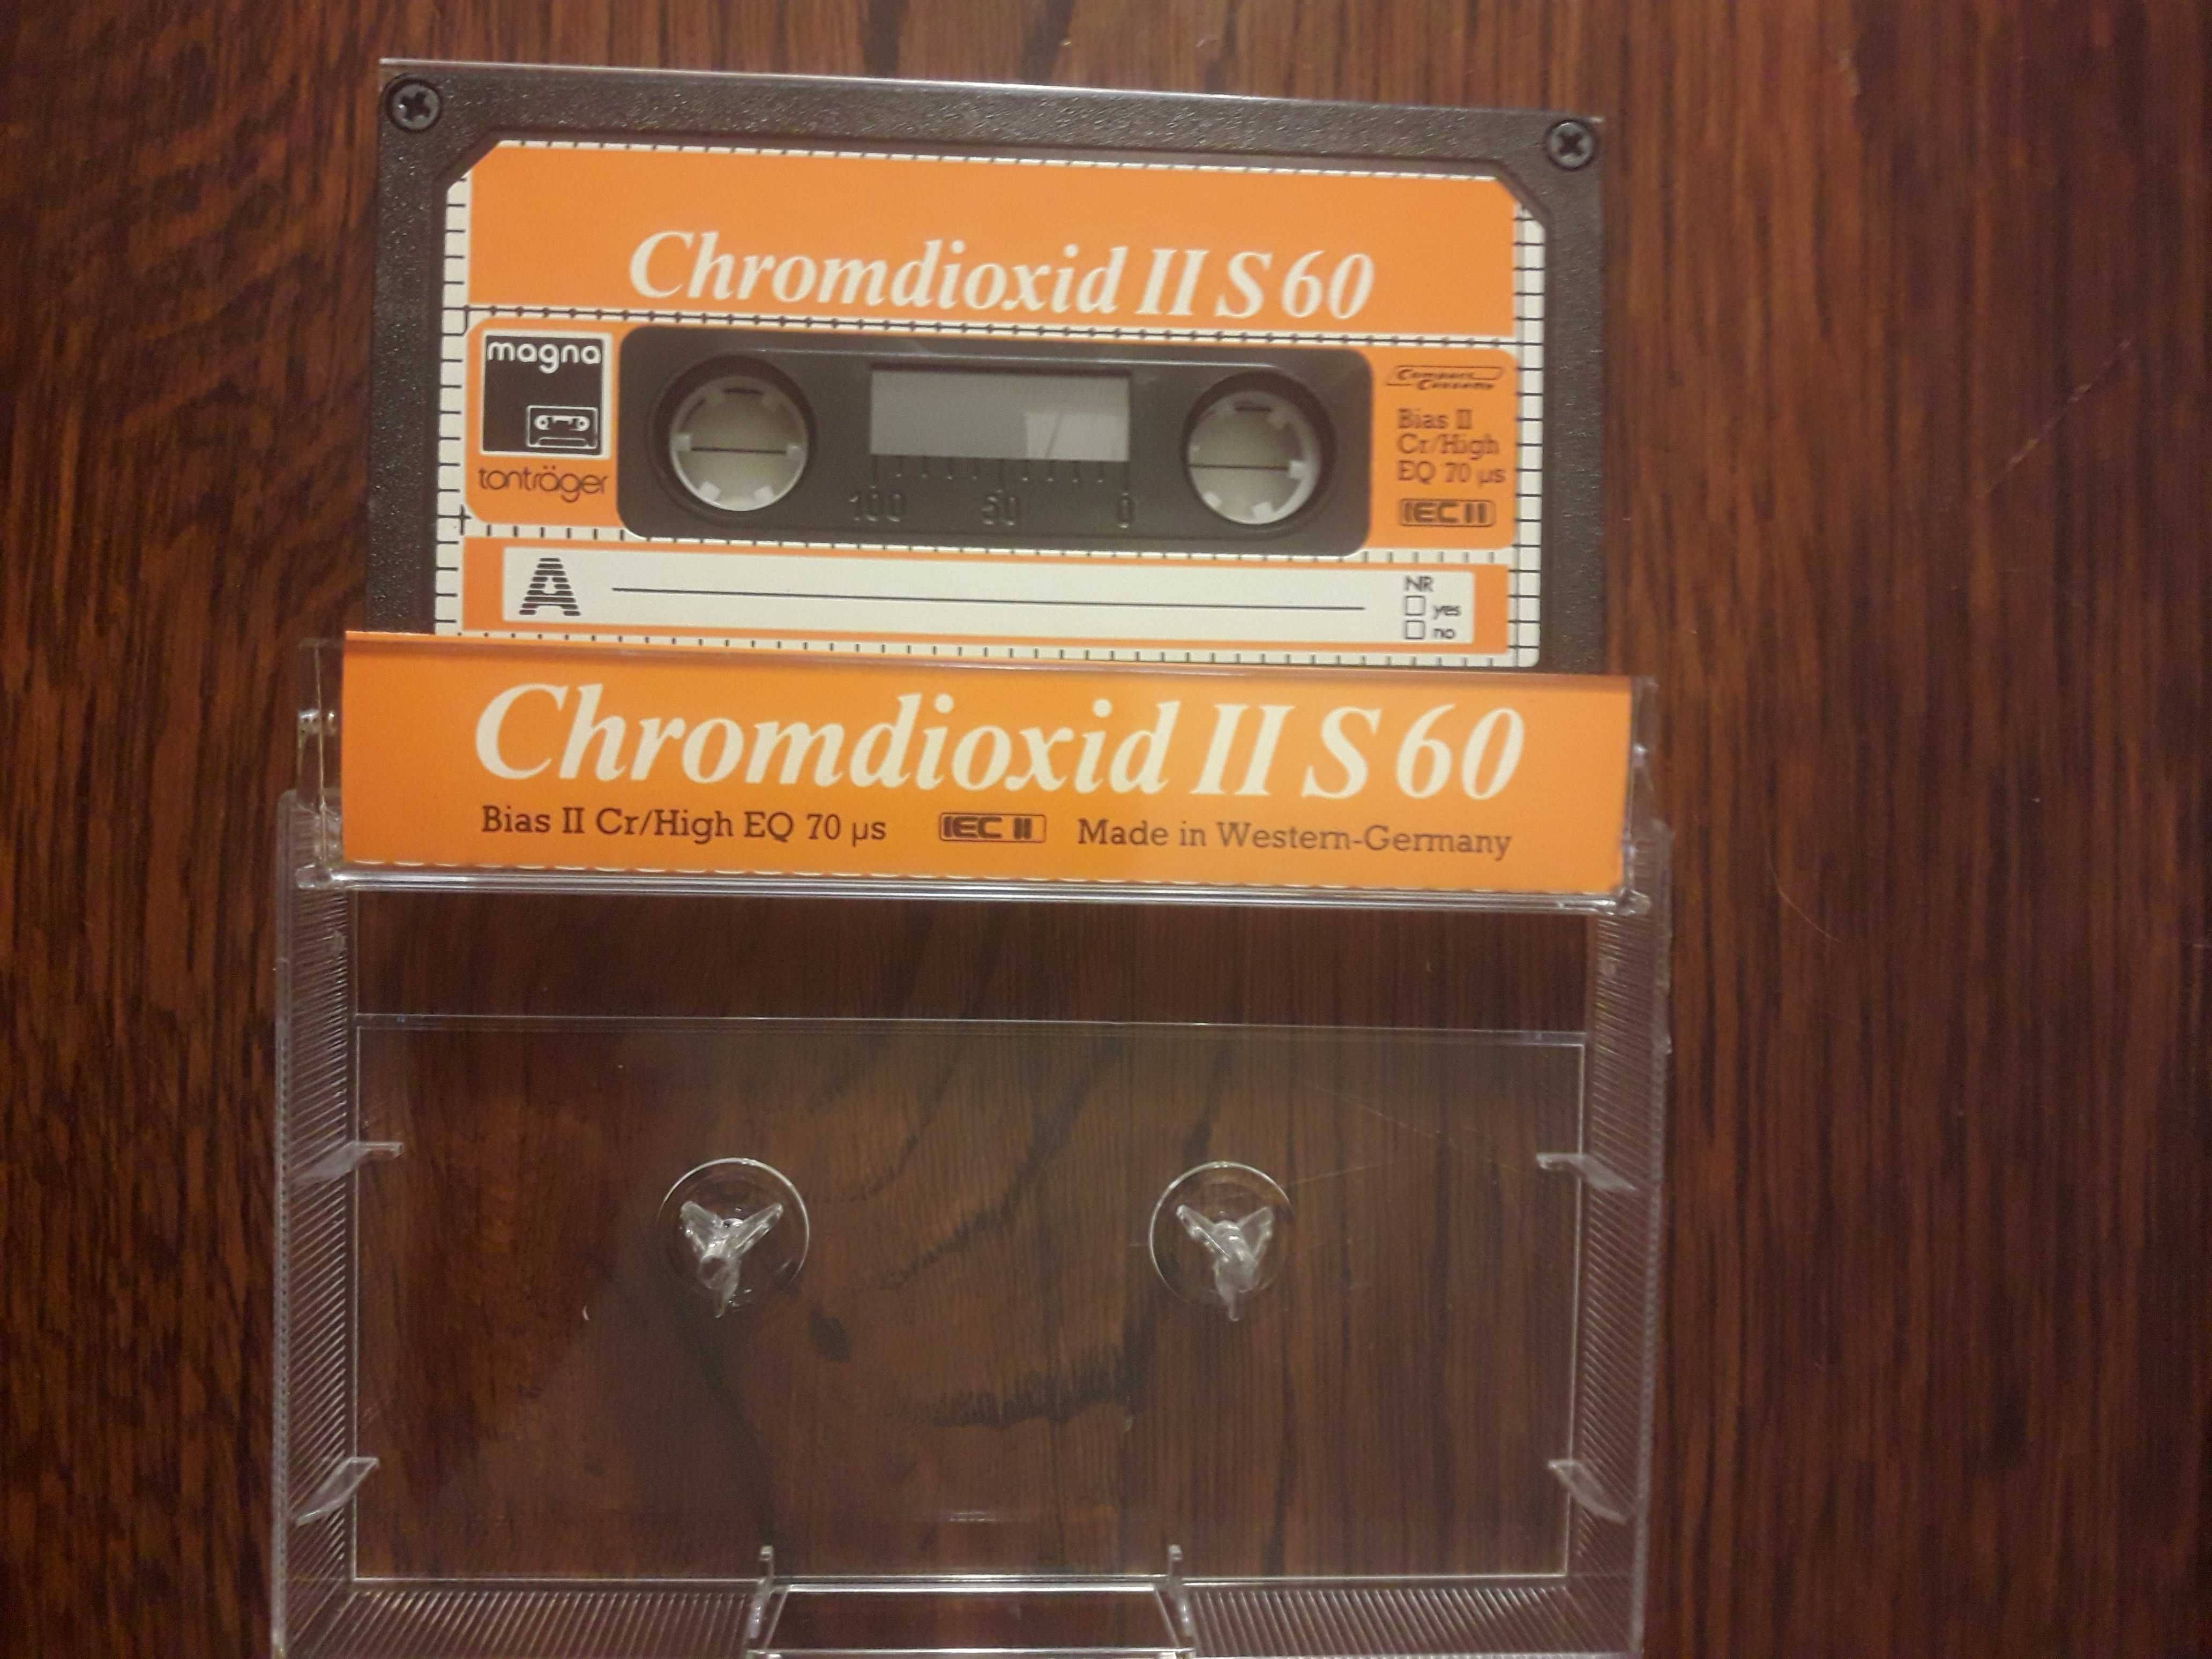 Chromdioxid II S 60
magna
tonträger
Compact
Cassette
Bias II
Cr/High
EQ 70 µs
IEC II
100 50 0
A
NR
yes
no
Chromdioxid II S 60
Bias II Cr/High EQ 70 µs IEC II Made in Western-Germany